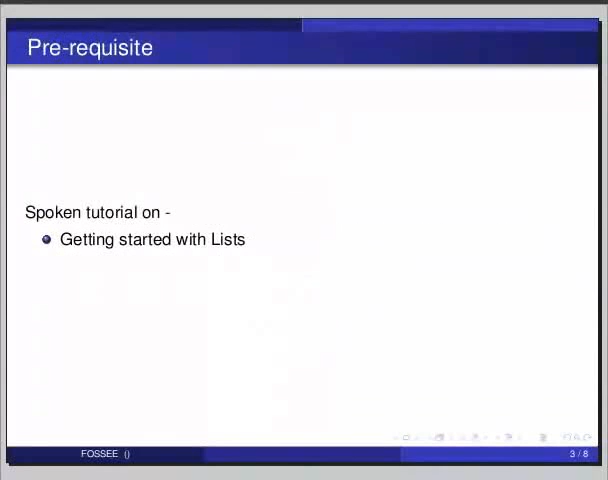 Pre-requisite
Spoken tutorial on -
Getting started with Lists
FOSSEE ()
3 / 8